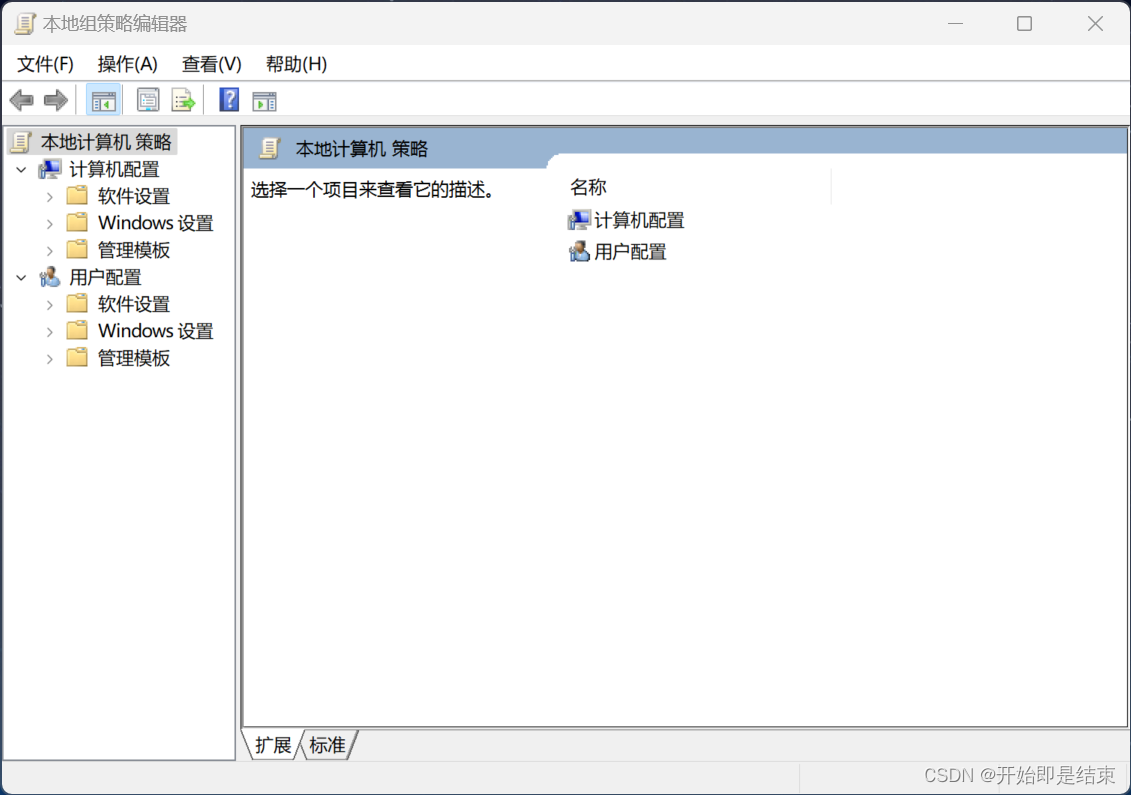 本地组策略编辑器
文件(F) 操作(A) 查看(V) 帮助(H)
本地计算机 策略
计算机配置
软件设置
Windows 设置
管理模板
用户配置
软件设置
Windows 设置
管理模板
本地计算机 策略
选择一个项目来查看它的描述。
名称
计算机配置
用户配置
扩展 标准
CSDN @开始即是结束